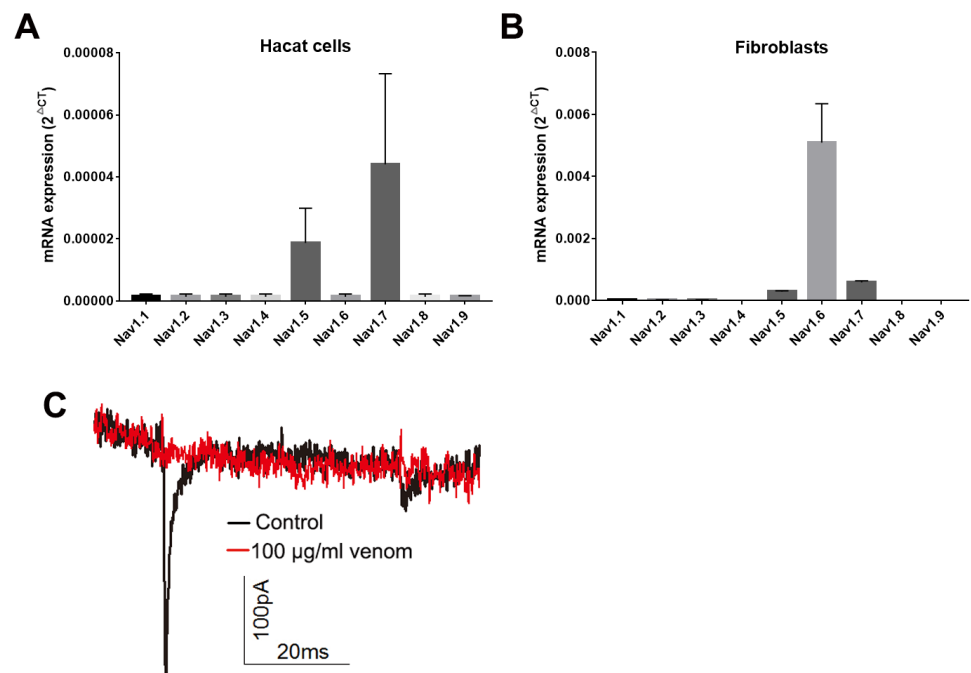 A
Hacat cells
mRNA expression (2^△CT)
0.00008
0.00006
0.00004
0.00002
0.00000
Nav1.1
Nav1.2
Nav1.3
Nav1.4
Nav1.5
Nav1.6
Nav1.7
Nav1.8
Nav1.9
B
Fibroblasts
mRNA expression (2^△CT)
0.008
0.006
0.004
0.002
0.000
Nav1.1
Nav1.2
Nav1.3
Nav1.4
Nav1.5
Nav1.6
Nav1.7
Nav1.8
Nav1.9
C
Control
100 µg/ml venom
100pA
20ms